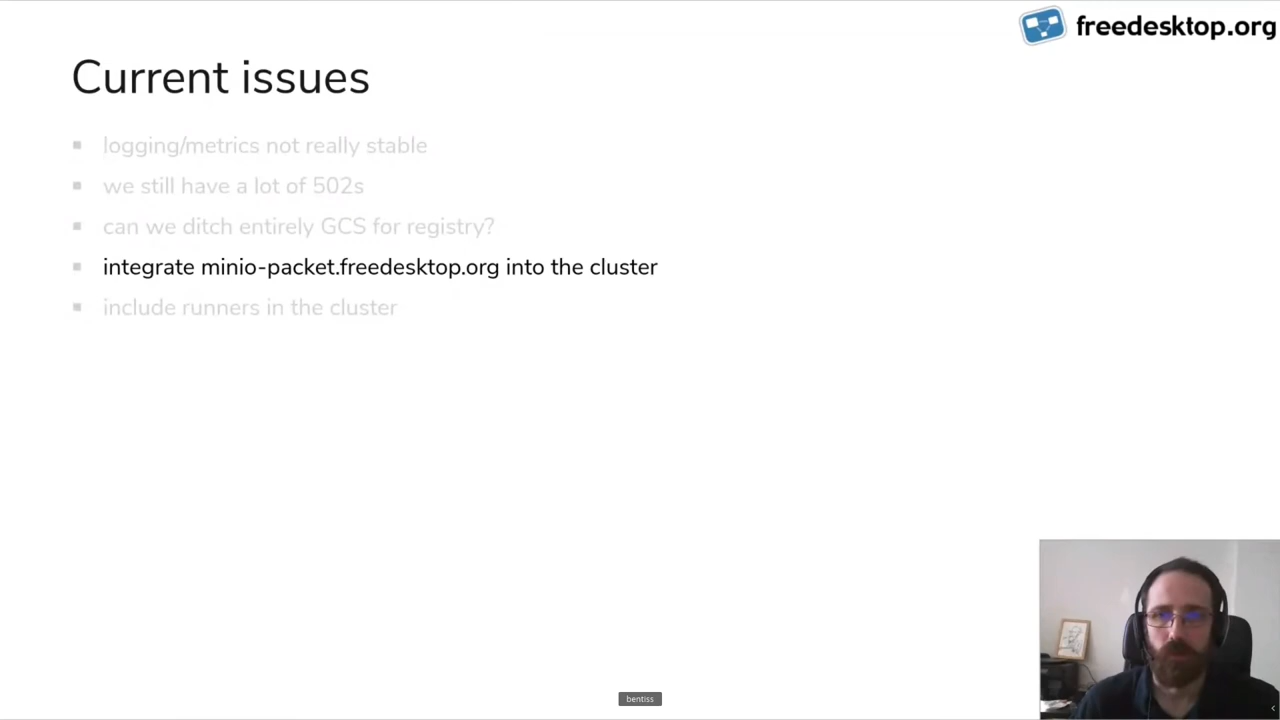 freedesktop.org
Current issues
logging/metrics not really stable
we still have a lot of 502s
can we ditch entirely GCS for registry?
integrate minio-packet.freedesktop.org into the cluster
include runners in the cluster
bentiss